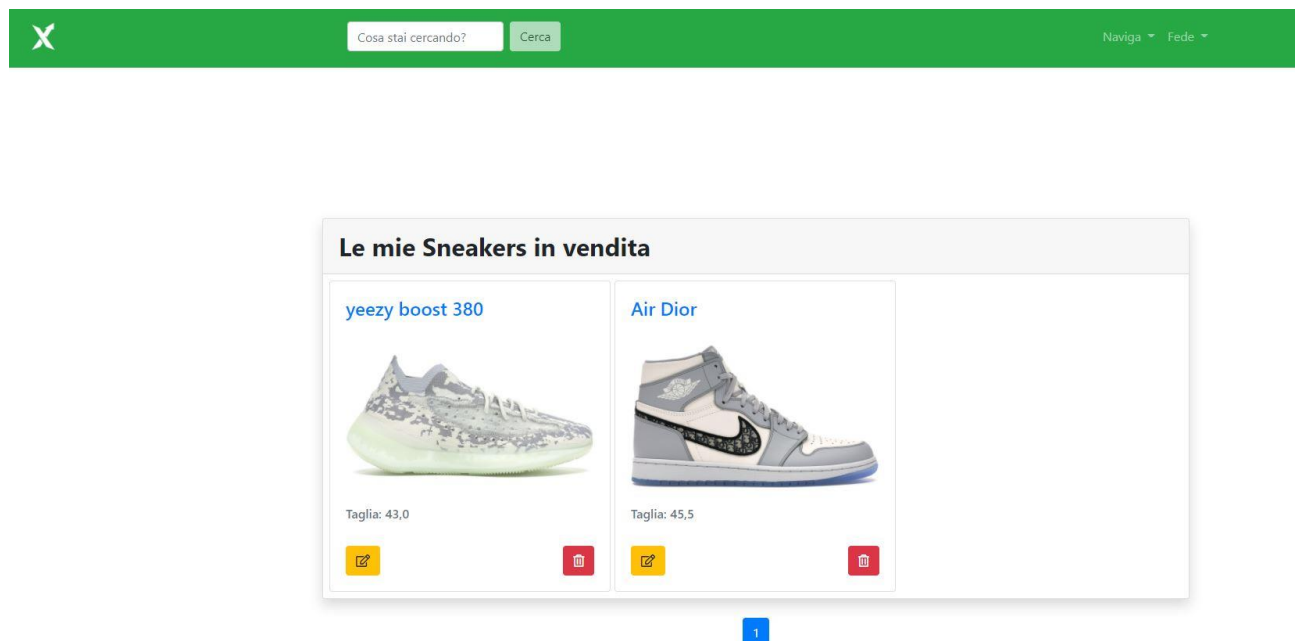 Cosa stai cercando? Cerca Naviga Fede
Le mie Sneakers in vendita
yeezy boost 380
Air Dior
Taglia: 43,0
Taglia: 45,5
1